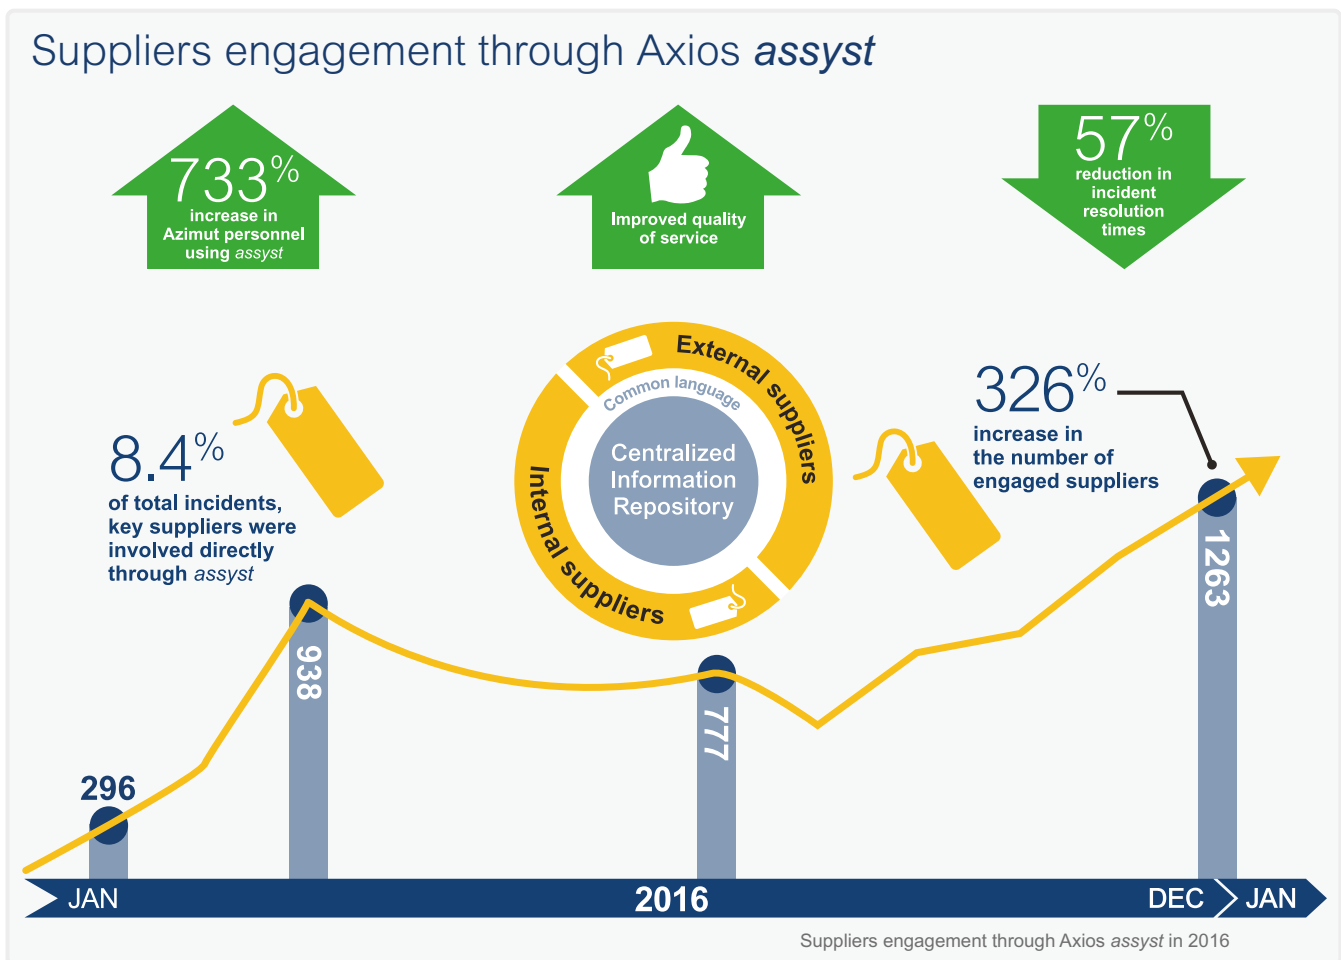 Suppliers engagement through Axios assyst
733%
increase in
Azimut personnel
using assyst
Improved quality
of service
57%
reduction in
incident
resolution
times
8.4%
of total incidents,
key suppliers were
involved directly
through assyst
External suppliers
Common language
Centralized
Information
Repository
Internal suppliers
326%
increase in
the number of
engaged suppliers
296
938
777
1263
JAN
2016
DEC
JAN
Suppliers engagement through Axios assyst in 2016